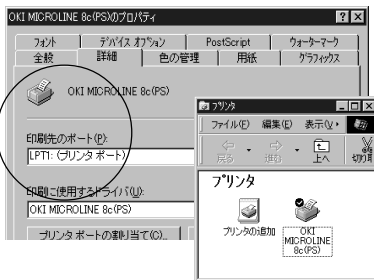 OKI MICROLINE 8c(PS)のプロパティ
フォント デバイス オプション PostScript ウォーターマーク
全般 詳細 色の管理 用紙 グラフィックス
OKI MICROLINE 8c(PS)
印刷先のポート(P):
LPT1: (プリンタ ポート)
印刷に使用するドライバ(U):
OKI MICROLINE 8c(PS)
プリンタ ポートの割り当て(C)...
プリンタ
ファイル(F) 編集(E) 表示(V)
戻る 進む 上へ 切り取
プリンタ
プリンタの追加
OKI
MICROLINE
8c(PS)